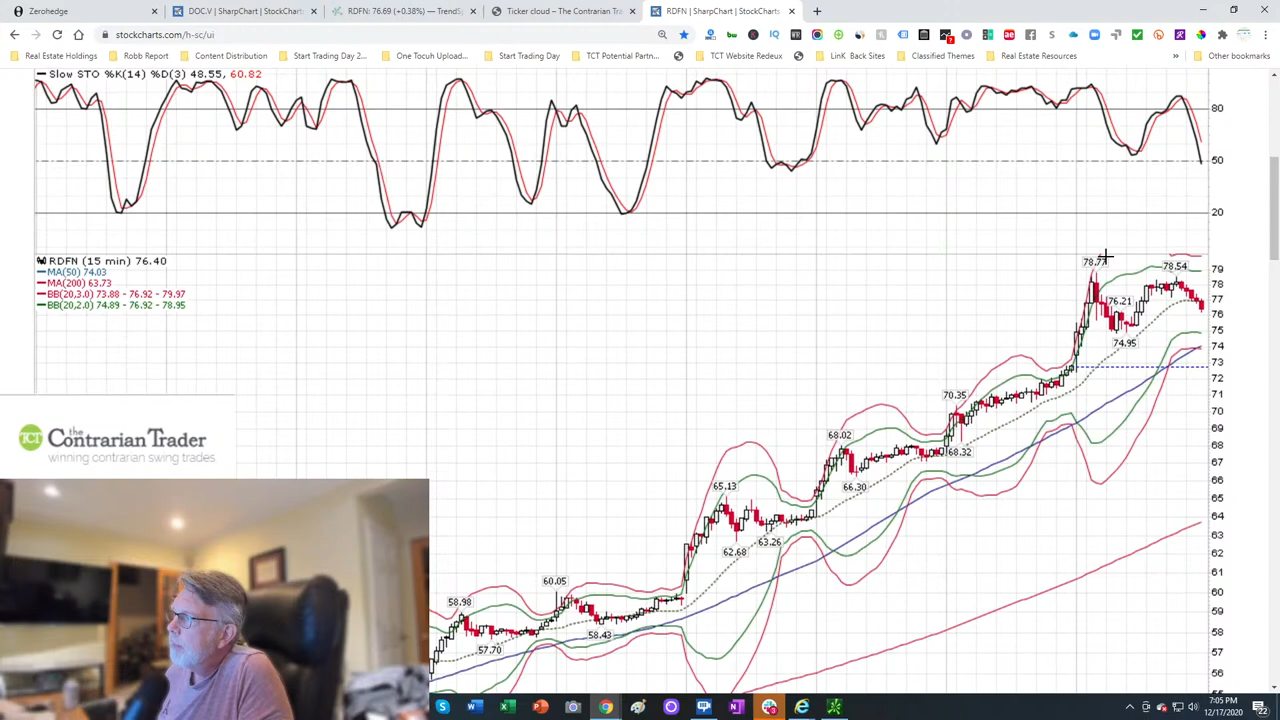 Zerohedge
DOC.V | SharpChart | StockCharts
RDFN: 76.69 (+0.38%) — TrendS
Ticker cloud – The Contrarian Tra
RDFN | SharpChart | StockCharts
stockcharts.com/h-sc/ui
Real Estate Holdings
Robb Report
Content Distribution
StartTrading Day 2...
One Tocuh Upload...
Start Trading Day
TCT Potential Partn...
TCT Website Redeux
LinK Back Sites
Classified Themes
Real Estate Resources
Other bookmarks
Slow STO %K(14) %D(3) 48.55, 60.82
80
50
20
RDFN (15 min) 76.40
MA(50) 74.03
MA(200) 63.73
BB(20,3.0) 73.88 - 76.92 - 79.97
BB(20,2.0) 74.89 - 76.92 - 78.95
78.77
78.54
76.21
74.95
70.35
68.32
68.02
66.30
65.13
63.26
62.68
60.05
58.98
58.43
57.70
79
78
77
76
75
74
73
72
71
70
69
68
67
66
65
64
63
62
61
60
59
58
57
56
55
TCT the Contrarian Trader
winning contrarian swing trades
7:05 PM
12/17/2020